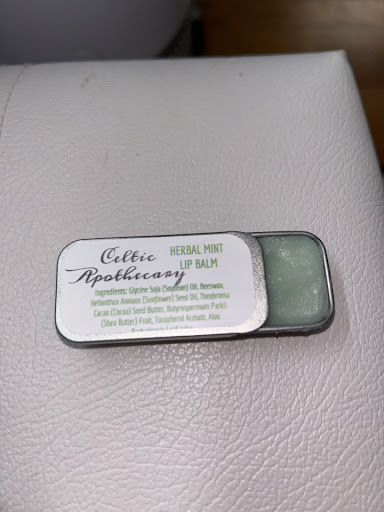 Celtic
Apothecary
HERBAL MINT
LIP BALM
Ingredients: Glycine Soja (Soybean) Oil, Beeswax,
Helianthus Annuus (Sunflower) Seed Oil, Theobroma
Cacao (Cocoa) Seed Butter, Butyrospermum Parkii
(Shea Butter) Fruit, Tocopherol Acetate, Aloe